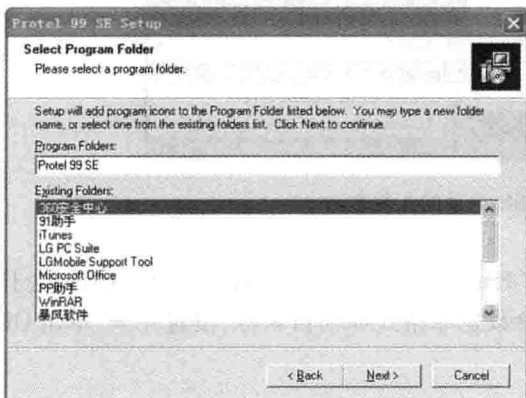 Protel 99 SE Setup
Select Program Folder
Please select a program folder.
Setup will add program icons to the Program Folder listed below. You may type a new folder
name, or select one from the existing folders list. Click Next to continue.
Program Folders:
Protel 99 SE
Existing Folders:
360安全中心
91助手
iTunes
LG PC Suite
LGMobile Support Tool
Microsoft Office
PP助手
WinRAR
暴风软件
< Back
Next >
Cancel